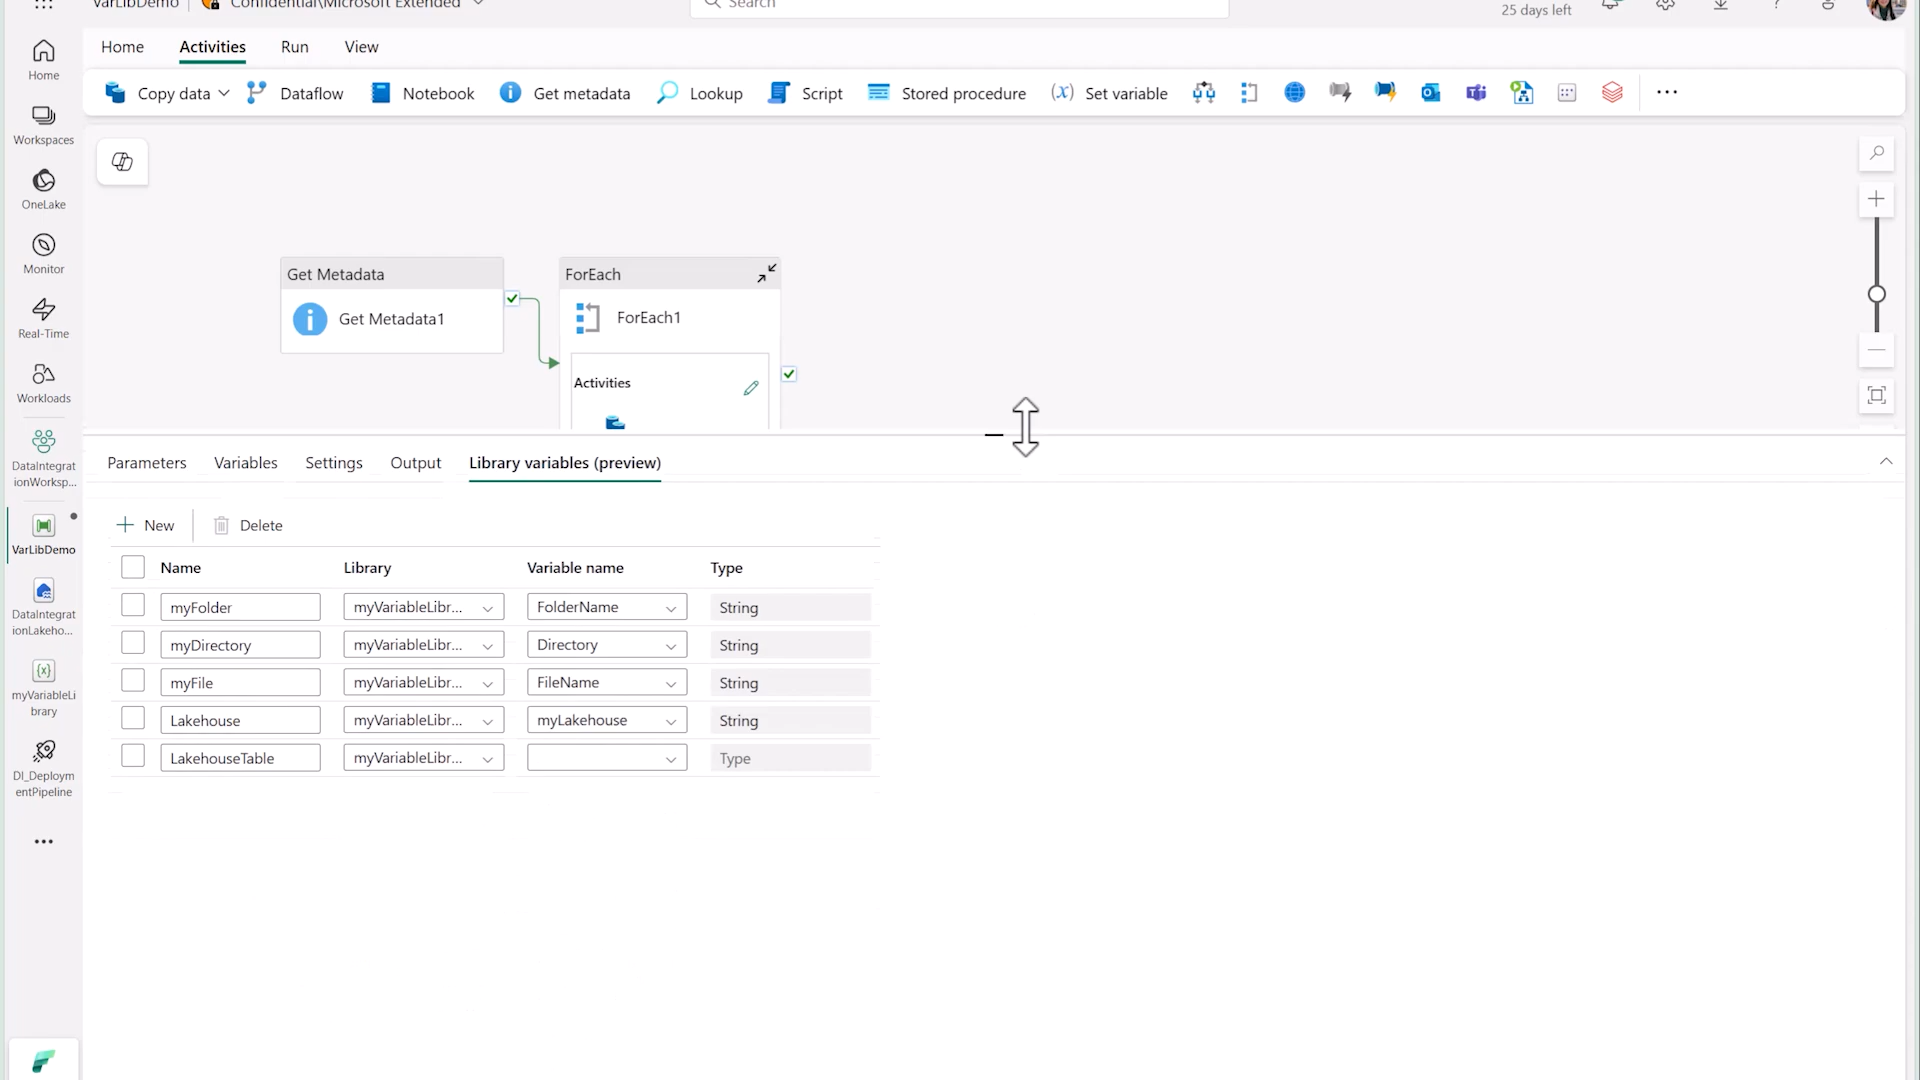 VarLibDemo Confidential\Microsoft Extended Search 25 days left ?
Home Activities Run View
Copy data Dataflow Notebook Get metadata Lookup Script Stored procedure (x) Set variable
Home
Workspaces
OneLake
Monitor
Real-Time
Workloads
DataIntegrat
ionWorksp...
VarLibDemo
DataIntegrat
ionLakeho...
myVariableLi
brary
DI_Deploym
entPipeline
Get Metadata
Get Metadata1
ForEach
ForEach1
Activities
Parameters Variables Settings Output Library variables (preview)
New Delete
Name Library Variable name Type
myFolder myVariableLibr... FolderName String
myDirectory myVariableLibr... Directory String
myFile myVariableLibr... FileName String
Lakehouse myVariableLibr... myLakehouse String
LakehouseTable myVariableLibr... Type